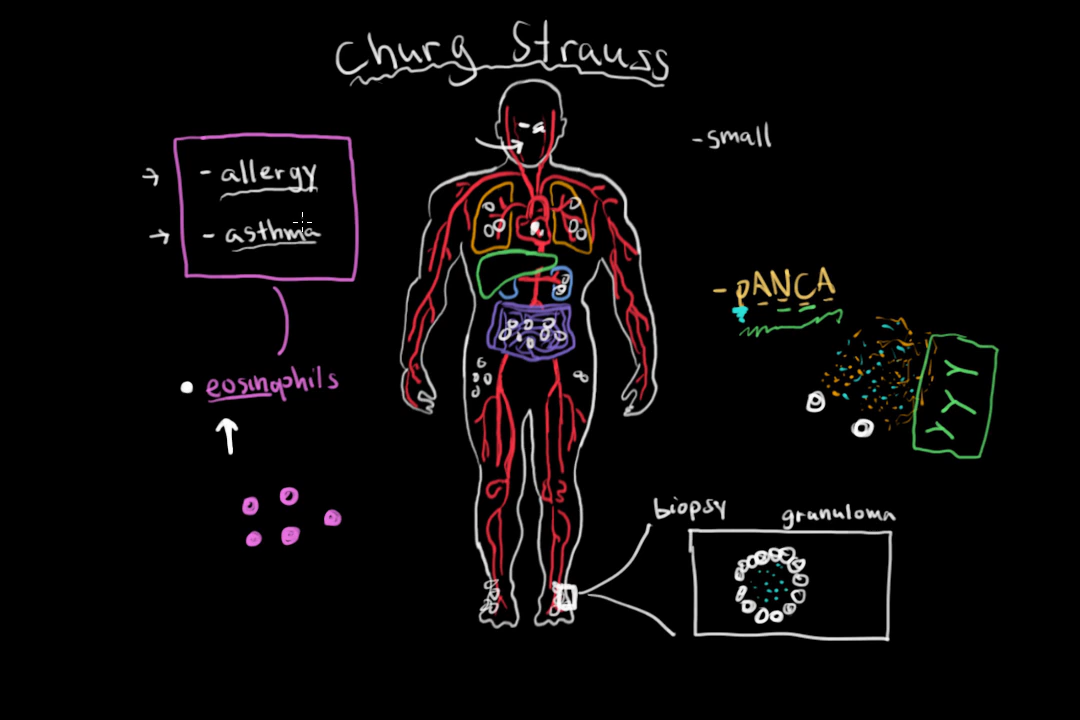 Churg Strauss
- small
- allergy
- asthma
- pANCA
• eosinophils
biopsy
granuloma